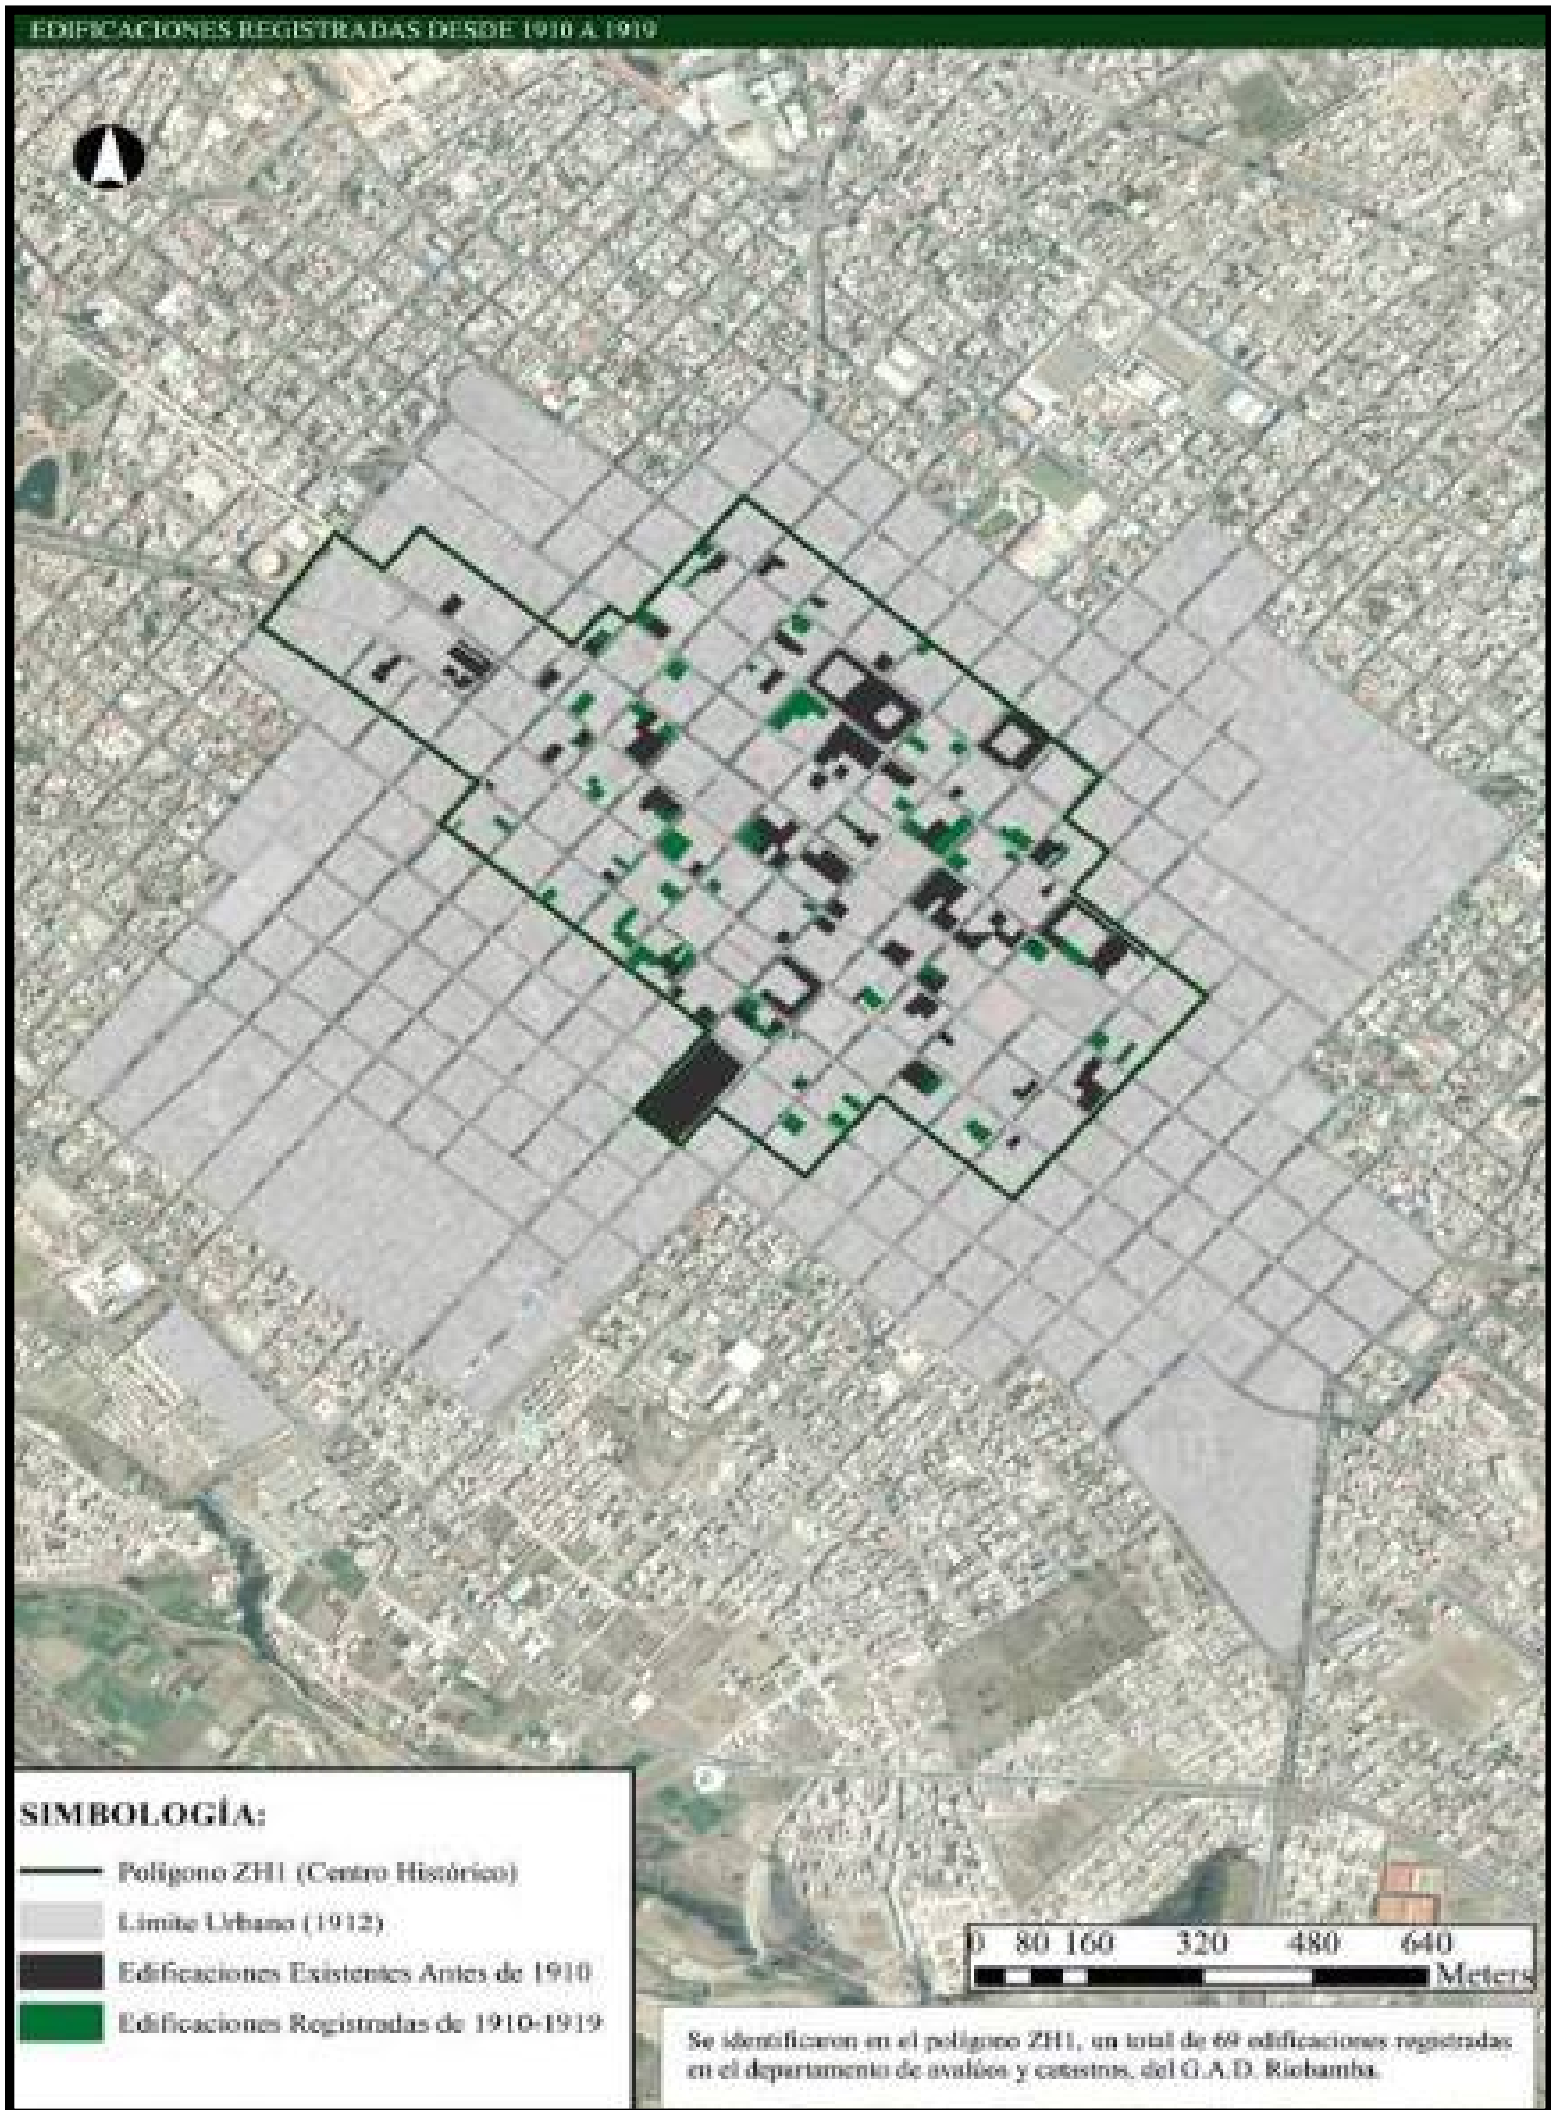 EDIFICACIONES REGISTRADAS DESDE 1910 A 1919
SIMBOLOGÍA:
Polígono ZH1 (Centro Histórico)
Límite Urbano (1912)
Edificaciones Existentes Antes de 1910
Edificaciones Registradas de 1910-1919
0 80 160 320 480 640
Meters
Se identificaron en el polígono ZH1, un total de 69 edificaciones registradas
en el departamento de avalúos y catastros, del G.A.D. Riobamba.